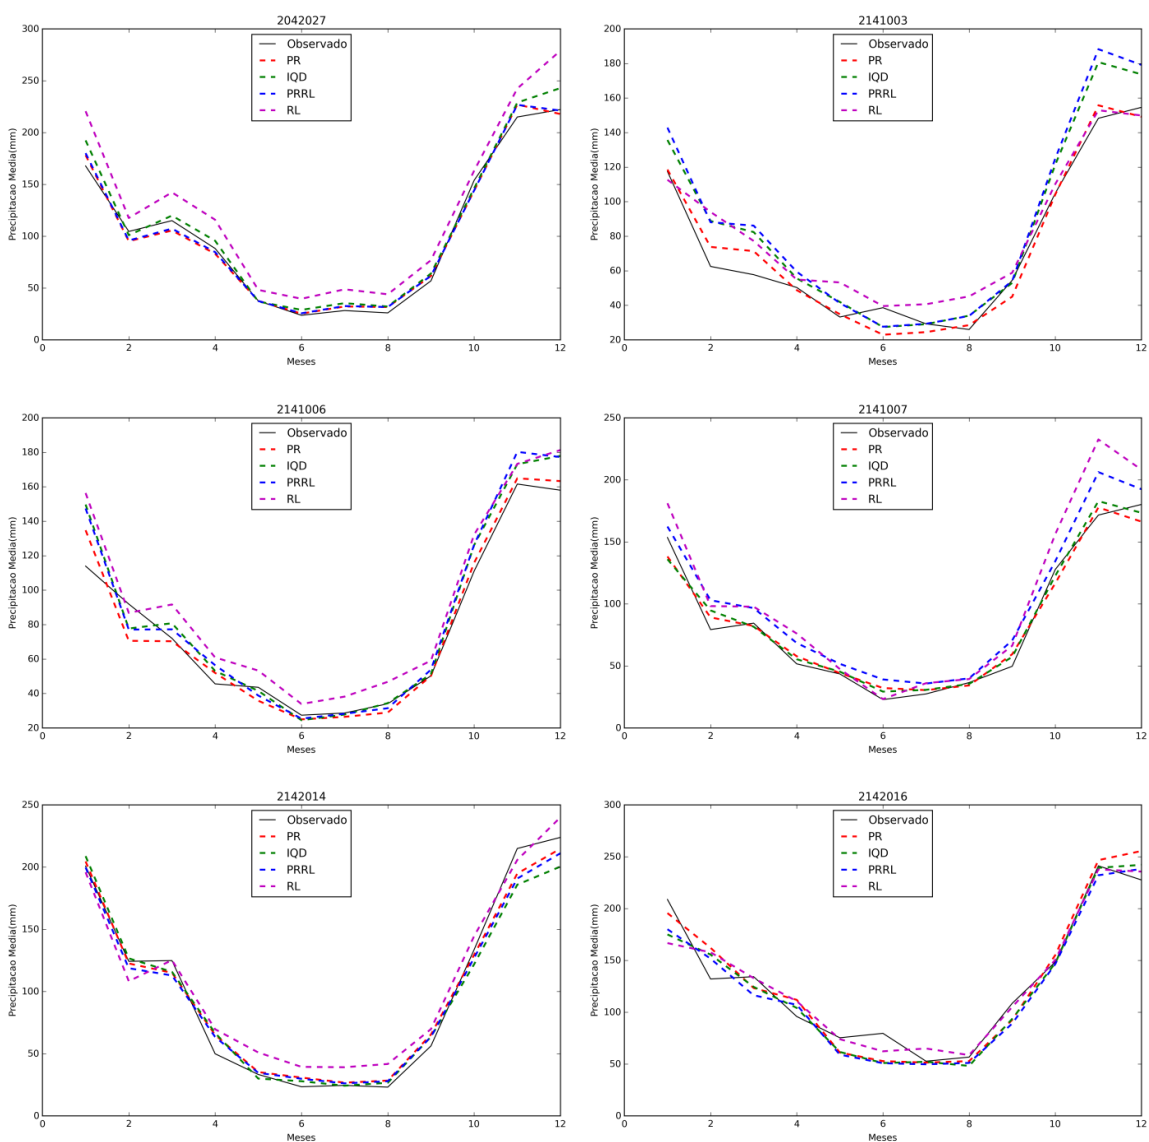 2042027
300
250
200
150
100
50
0
Precipitacao Media(mm)
Observado
PR
IQD
PRRL
RL
0 2 4 6 8 10 12
Meses
2141003
200
180
160
140
120
100
80
60
40
20
Precipitacao Media(mm)
Observado
PR
IQD
PRRL
RL
0 2 4 6 8 10 12
Meses
2141006
200
180
160
140
120
100
80
60
40
20
Precipitacao Media(mm)
Observado
PR
IQD
PRRL
RL
0 2 4 6 8 10 12
Meses
2141007
250
200
150
100
50
0
Precipitacao Media(mm)
Observado
PR
IQD
PRRL
RL
0 2 4 6 8 10 12
Meses
2142014
250
200
150
100
50
0
Precipitacao Media(mm)
Observado
PR
IQD
PRRL
RL
0 2 4 6 8 10 12
Meses
2142016
300
250
200
150
100
50
0
Precipitacao Media(mm)
Observado
PR
IQD
PRRL
RL
0 2 4 6 8 10 12
Meses